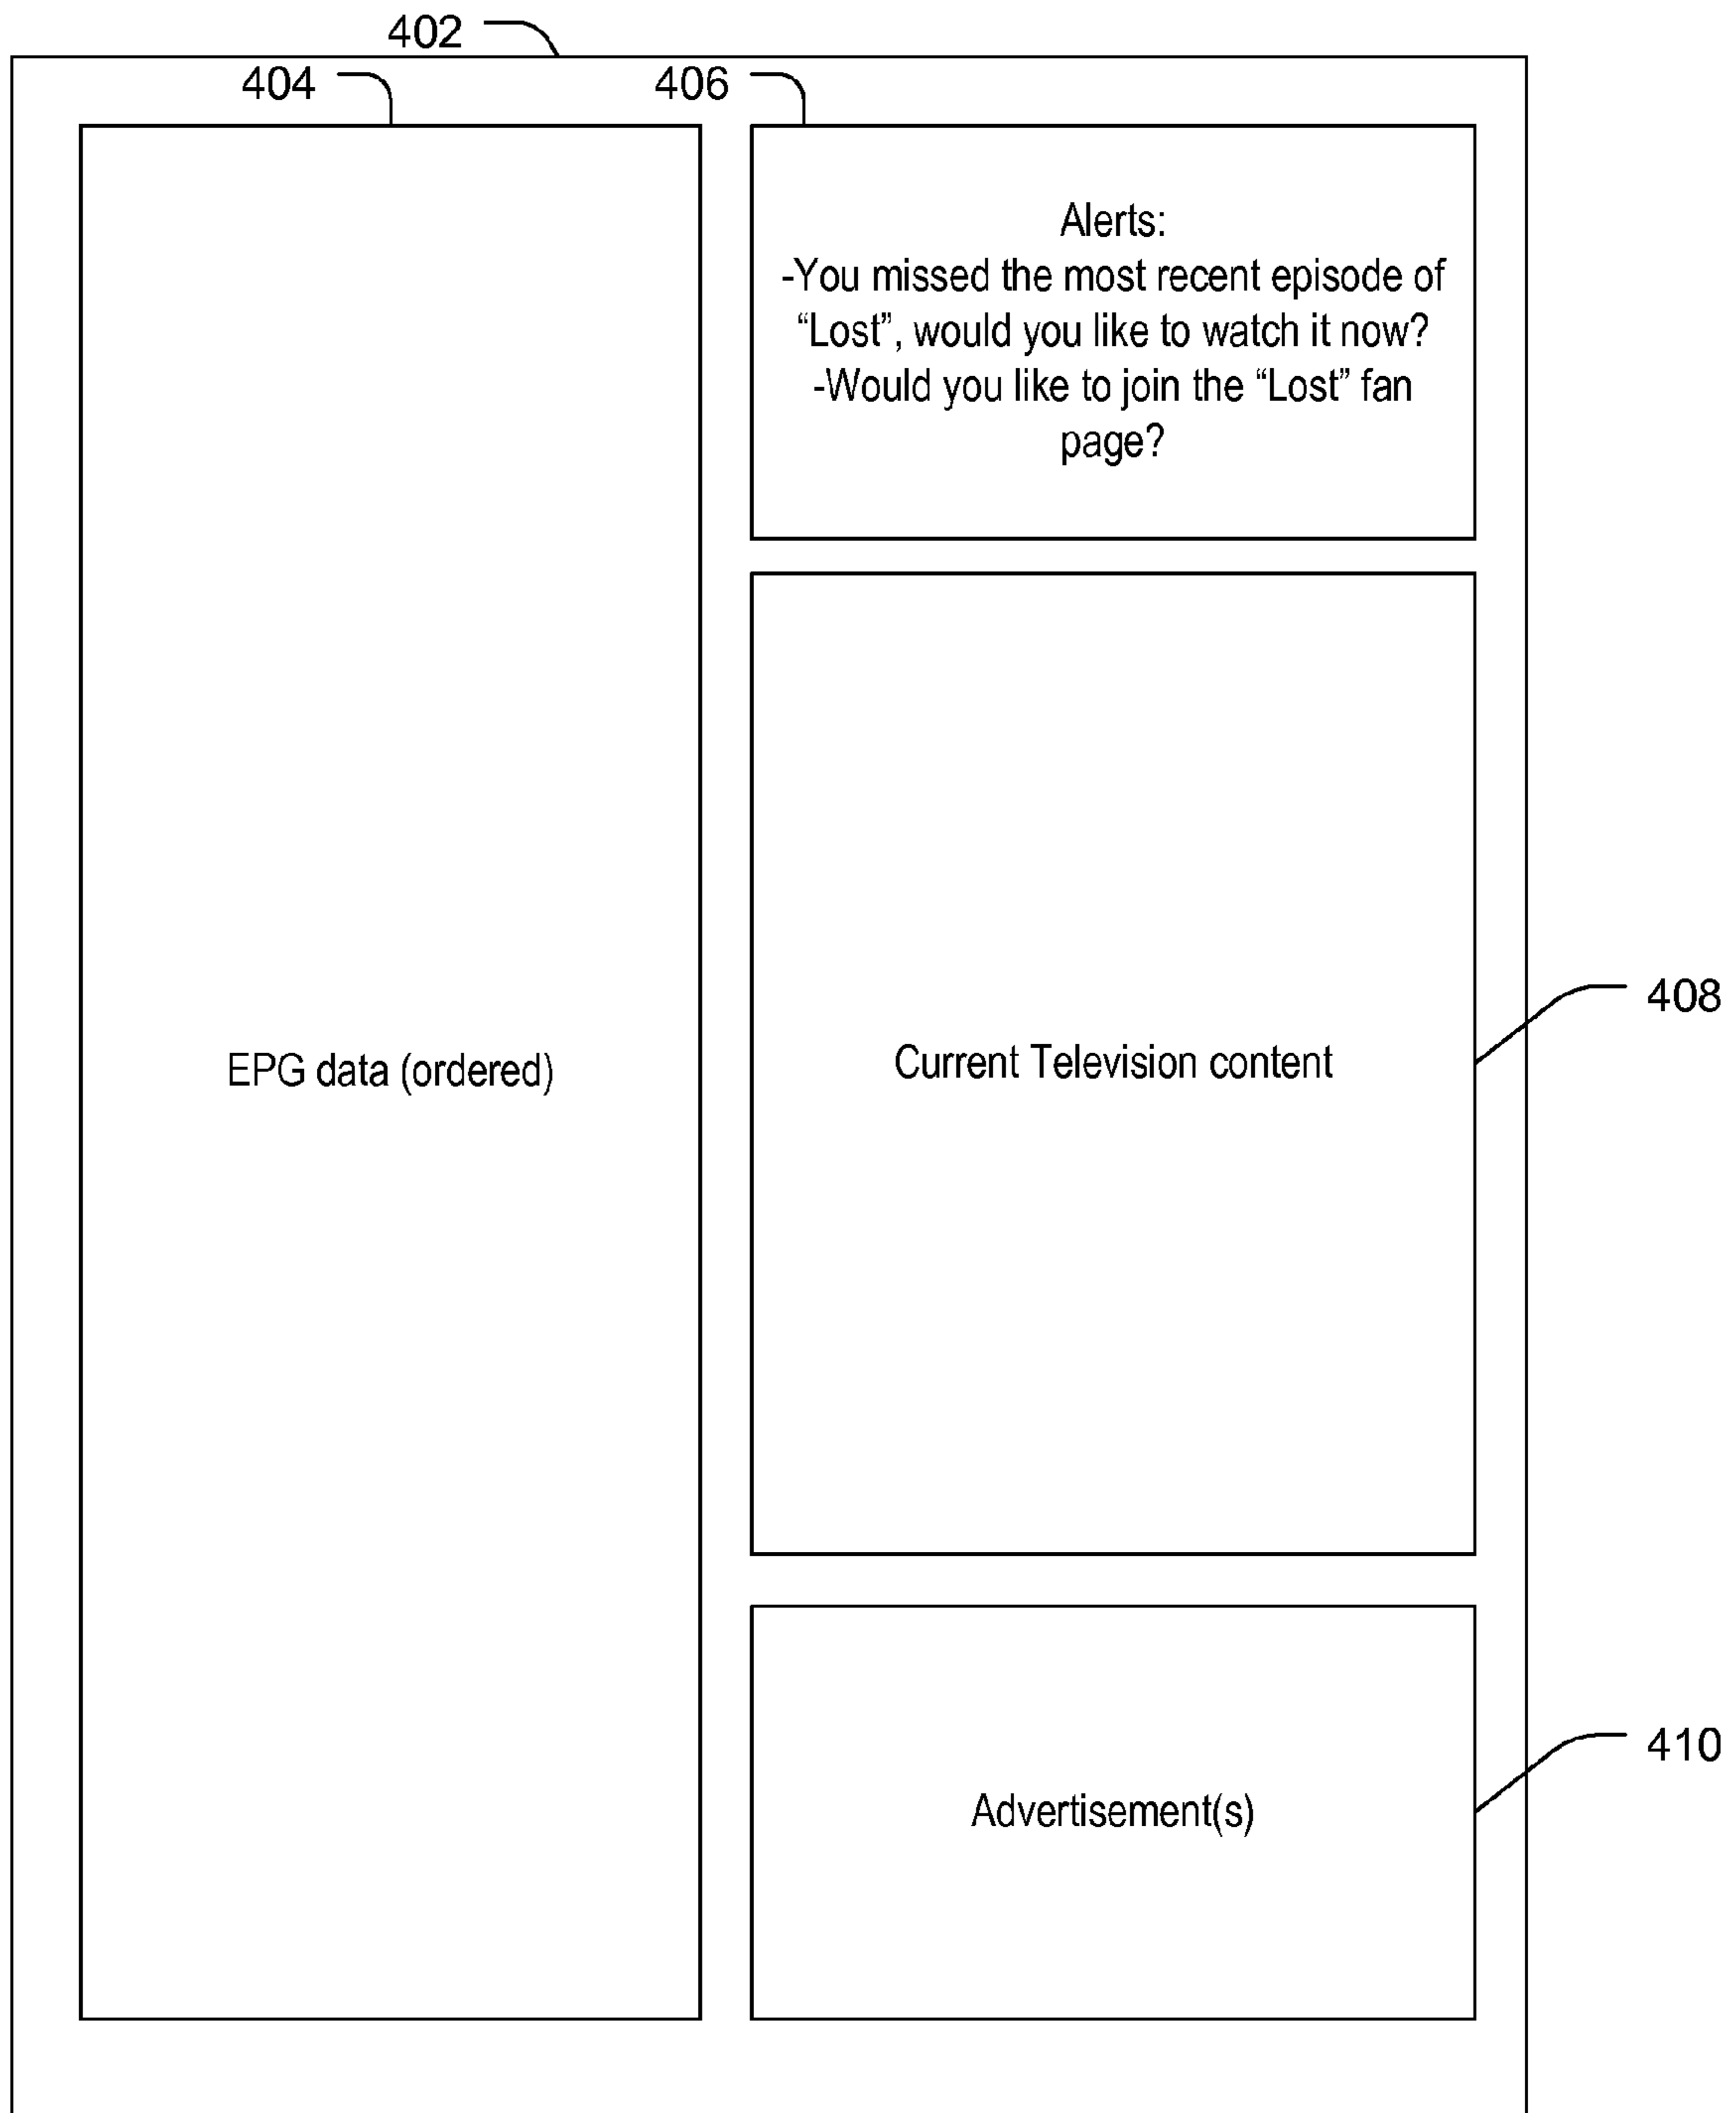 402
404
406
Alerts:
-You missed the most recent episode of
“Lost”, would you like to watch it now?
-Would you like to join the “Lost” fan
page?
408
EPG data (ordered)
Current Television content
410
Advertisement(s)